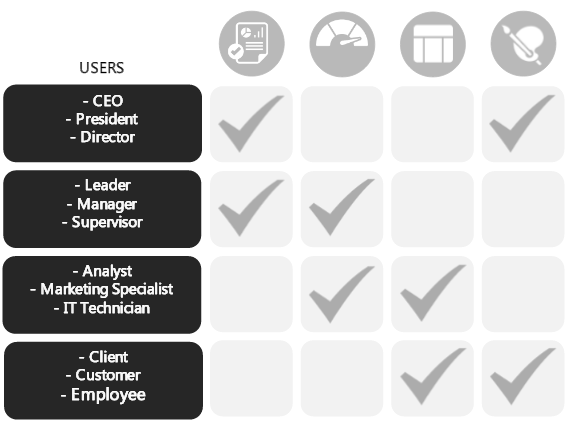 USERS
- CEO
- President
- Director
- Leader
- Manager
- Supervisor
- Analyst
- Marketing Specialist
- IT Technician
- Client
- Customer
- Employee